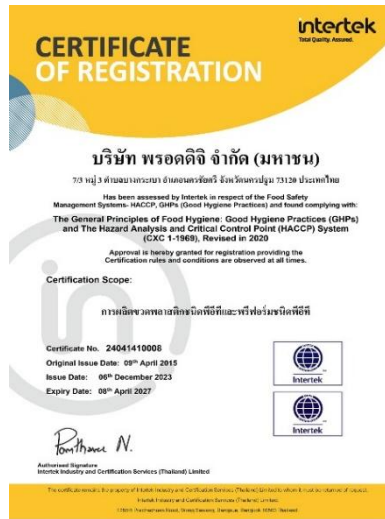 intertek
Total Quality. Assured.
CERTIFICATE
OF REGISTRATION
บริษัท พรอดดิจิ จำกัด (มหาชน)
7/3 หมู่ 3 ตำบลบางกระเบา อำเภอนครชัยศรี จังหวัดนครปฐม 73120 ประเทศไทย
Has been assessed by Intertek in respect of the Food Safety
Management Systems- HACCP, GHPs (Good Hygiene Practices) and found complying with:
The General Principles of Food Hygiene: Good Hygiene Practices (GHPs)
and The Hazard Analysis and Critical Control Point (HACCP) System
(CXC 1-1969), Revised in 2020
Approval is hereby granted for registration providing the
Certification rules and conditions are observed at all times.
Certification Scope:
การผลิตขวดพลาสติกชนิดพีอีทีและพรีฟอร์มชนิดพีอีที
Certificate No. 24041410008
Original Issue Date: 09th April 2015
Issue Date: 06th December 2023
Expiry Date: 08th April 2027
Intertek
Intertek
Authorised Signature
Intertek Industry and Certification Services (Thailand) Limited
Intertek Industry and Certification Services (Thailand) Limited